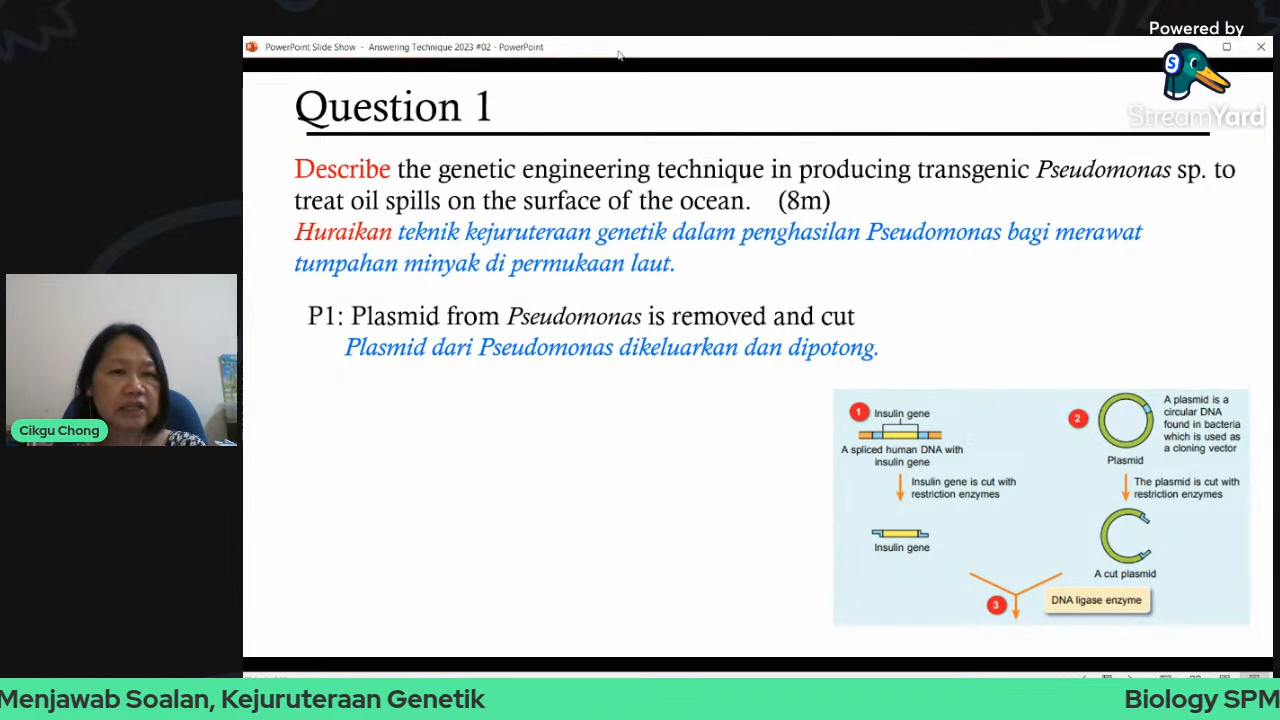 Powered by
StreamYard
PowerPoint Slide Show - Answering Technique 2023 #02 - PowerPoint
Question 1
Describe the genetic engineering technique in producing transgenic Pseudomonas sp. to
treat oil spills on the surface of the ocean. (8m)
Huraikan teknik kejuruteraan genetik dalam penghasilan Pseudomonas bagi merawat
tumpahan minyak di permukaan laut.
P1: Plasmid from Pseudomonas is removed and cut
Plasmid dari Pseudomonas dikeluarkan dan dipotong.
1 Insulin gene
A spliced human DNA with
insulin gene
Insulin gene is cut with
restriction enzymes
Insulin gene
2
A plasmid is a
circular DNA
found in bacteria
which is used as
a cloning vector
Plasmid
The plasmid is cut with
restriction enzymes
A cut plasmid
3
DNA ligase enzyme
Cikgu Chong
Menjawab Soalan, Kejuruteraan Genetik
Biology SPM